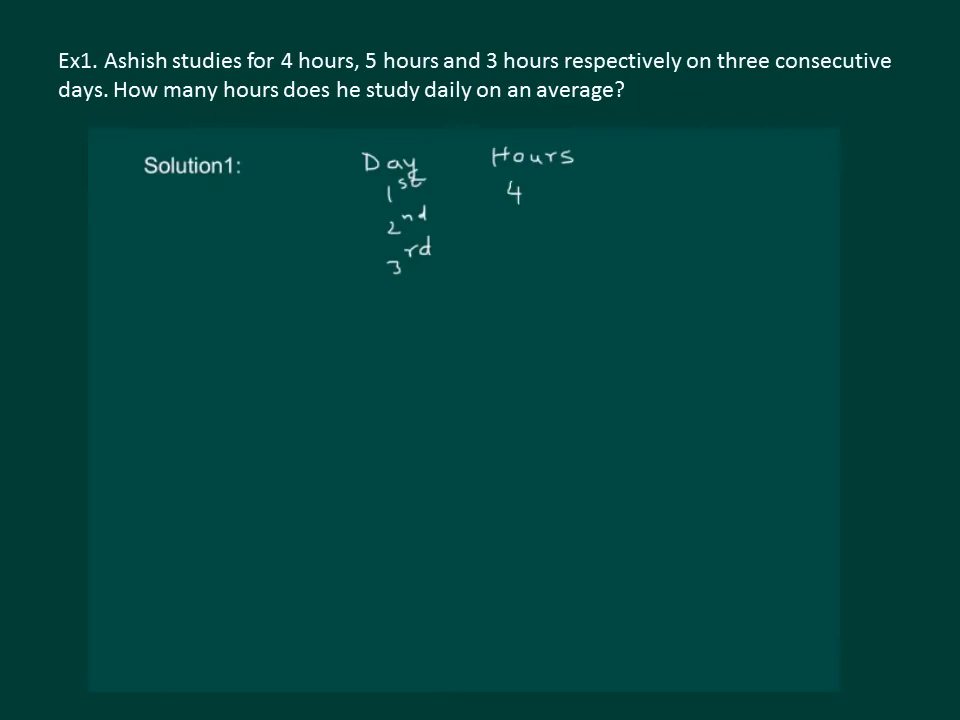 Ex1. Ashish studies for 4 hours, 5 hours and 3 hours respectively on three consecutive
days. How many hours does he study daily on an average?
Solution1: Day Hours
1st 4
2nd
3rd